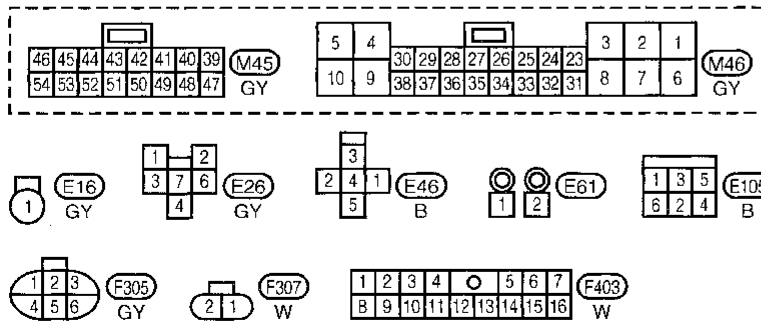 46 45 44 43 42 41 40 39
54 53 52 51 50 49 48 47
M45
GY
5 4 30 29 28 27 26 25 24 23 3 2 1
10 9 38 37 36 35 34 33 32 31 8 7 6
M46
GY
1
E16
GY
1 2
3 7 6
4
E26
GY
3
2 4 1
5
E46
B
1 2
E61
1 3 5
6 2 4
E105
B
1 2 3
4 5 6
F305
GY
2 1
F307
W
1 2 3 4 5 6 7
8 9 10 11 12 13 14 15 16
F403
W